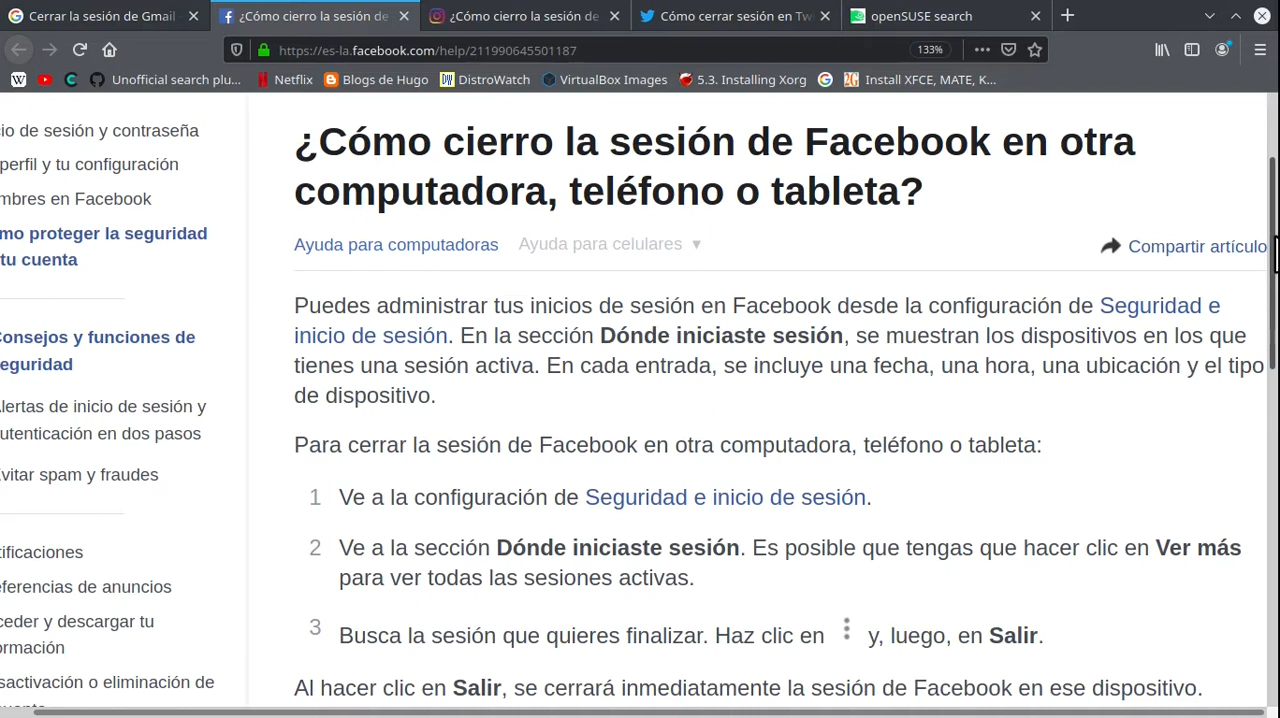 Cerrar la sesión de Gmail
¿Cómo cierro la sesión de
¿Cómo cierro la sesión de
Cómo cerrar sesión en Tw
openSUSE search
https://es-la.facebook.com/help/211990645501187
133%
W
C
Unofficial search plu...
Netflix
Blogs de Hugo
DistroWatch
VirtualBox Images
5.3. Installing Xorg
Install XFCE, MATE, K...
io de sesión y contraseña
perfil y tu configuración
mbres en Facebook
mo proteger la seguridad
tu cuenta
onsejos y funciones de
eguridad
lertas de inicio de sesión y
utenticación en dos pasos
vitar spam y fraudes
tificaciones
eferencias de anuncios
ceder y descargar tu
ormación
sactivación o eliminación de
¿Cómo cierro la sesión de Facebook en otra
computadora, teléfono o tableta?
Ayuda para computadoras
Ayuda para celulares
Compartir artículo
Puedes administrar tus inicios de sesión en Facebook desde la configuración de Seguridad e
inicio de sesión. En la sección Dónde iniciaste sesión, se muestran los dispositivos en los que
tienes una sesión activa. En cada entrada, se incluye una fecha, una hora, una ubicación y el tipo
de dispositivo.
Para cerrar la sesión de Facebook en otra computadora, teléfono o tableta:
1 Ve a la configuración de Seguridad e inicio de sesión.
2 Ve a la sección Dónde iniciaste sesión. Es posible que tengas que hacer clic en Ver más
para ver todas las sesiones activas.
3 Busca la sesión que quieres finalizar. Haz clic en ⋮ y, luego, en Salir.
Al hacer clic en Salir, se cerrará inmediatamente la sesión de Facebook en ese dispositivo.